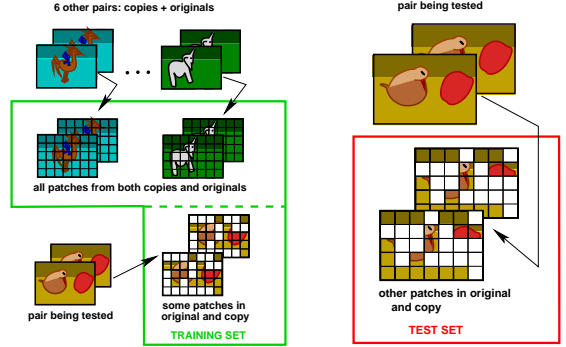 6 other pairs: copies + originals
pair being tested
. . .
all patches from both copies and originals
pair being tested
some patches in
original and copy
TRAINING SET
other patches in original
and copy
TEST SET